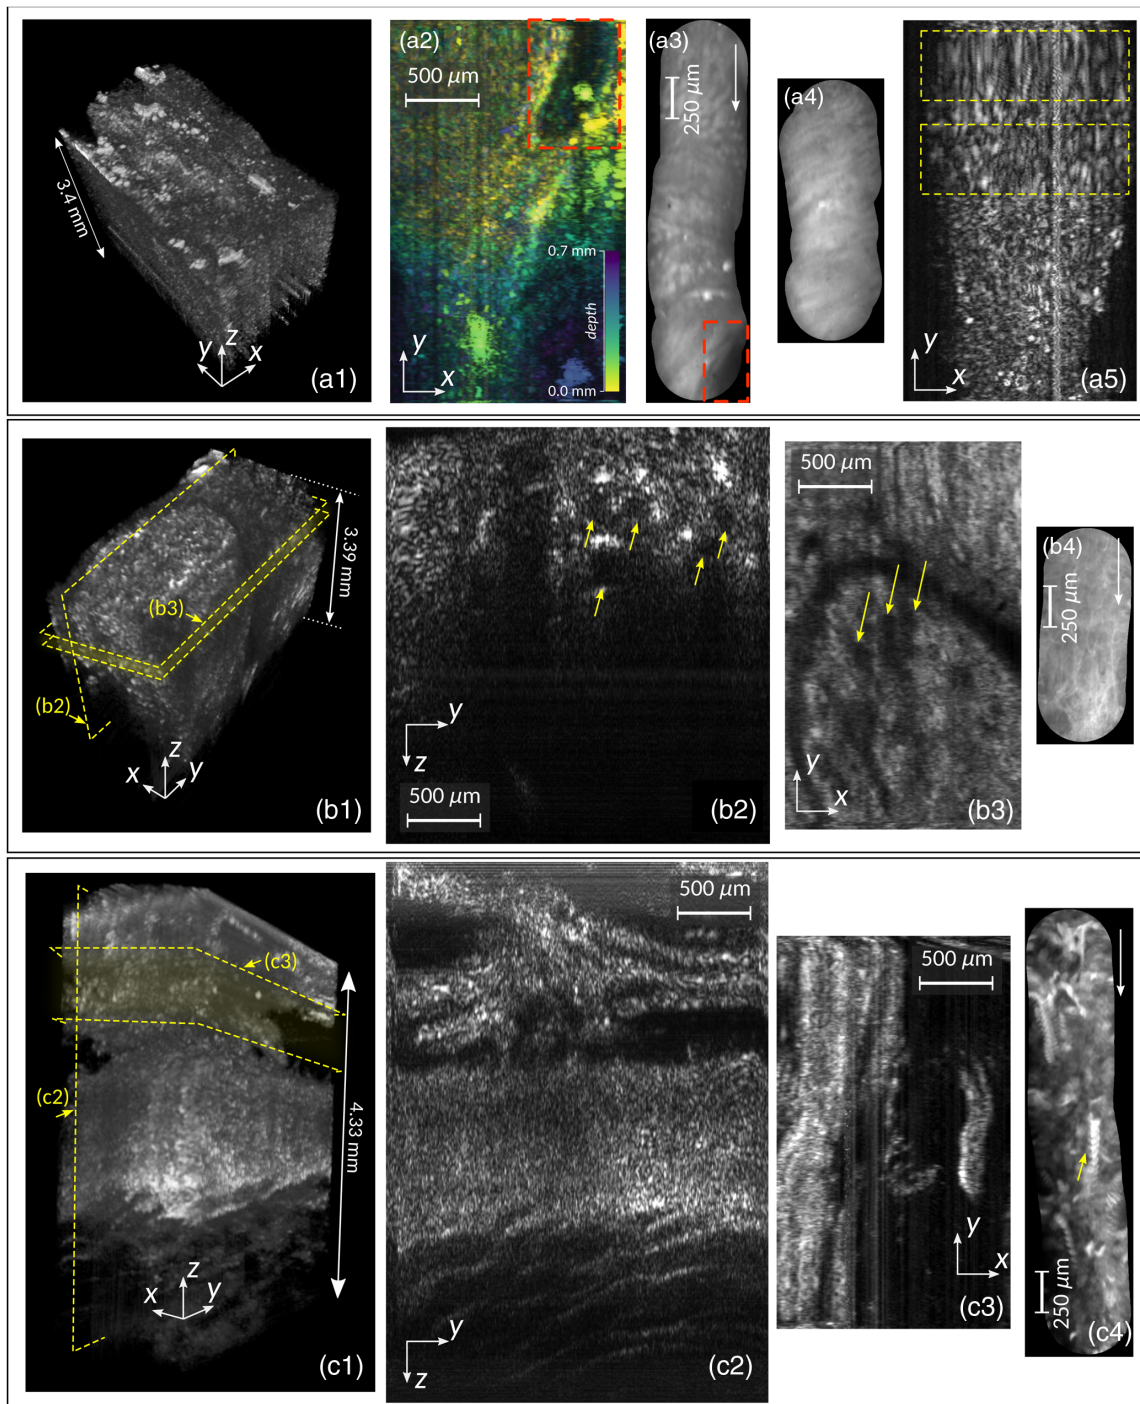 3.4 mm
y
z
x
(a1)
(a2)
500 µm
0.7 mm
depth
0.0 mm
y
x
(a3)
250 µm
(a4)
y
x
(a5)
(b3)
(b2)
3.39 mm
x
z
y
(b1)
y
z
500 µm
(b2)
500 µm
y
x
(b3)
(b4)
250 µm
(c3)
(c2)
4.33 mm
x
z
y
(c1)
500 µm
y
z
(c2)
500 µm
y
x
(c3)
250 µm
(c4)